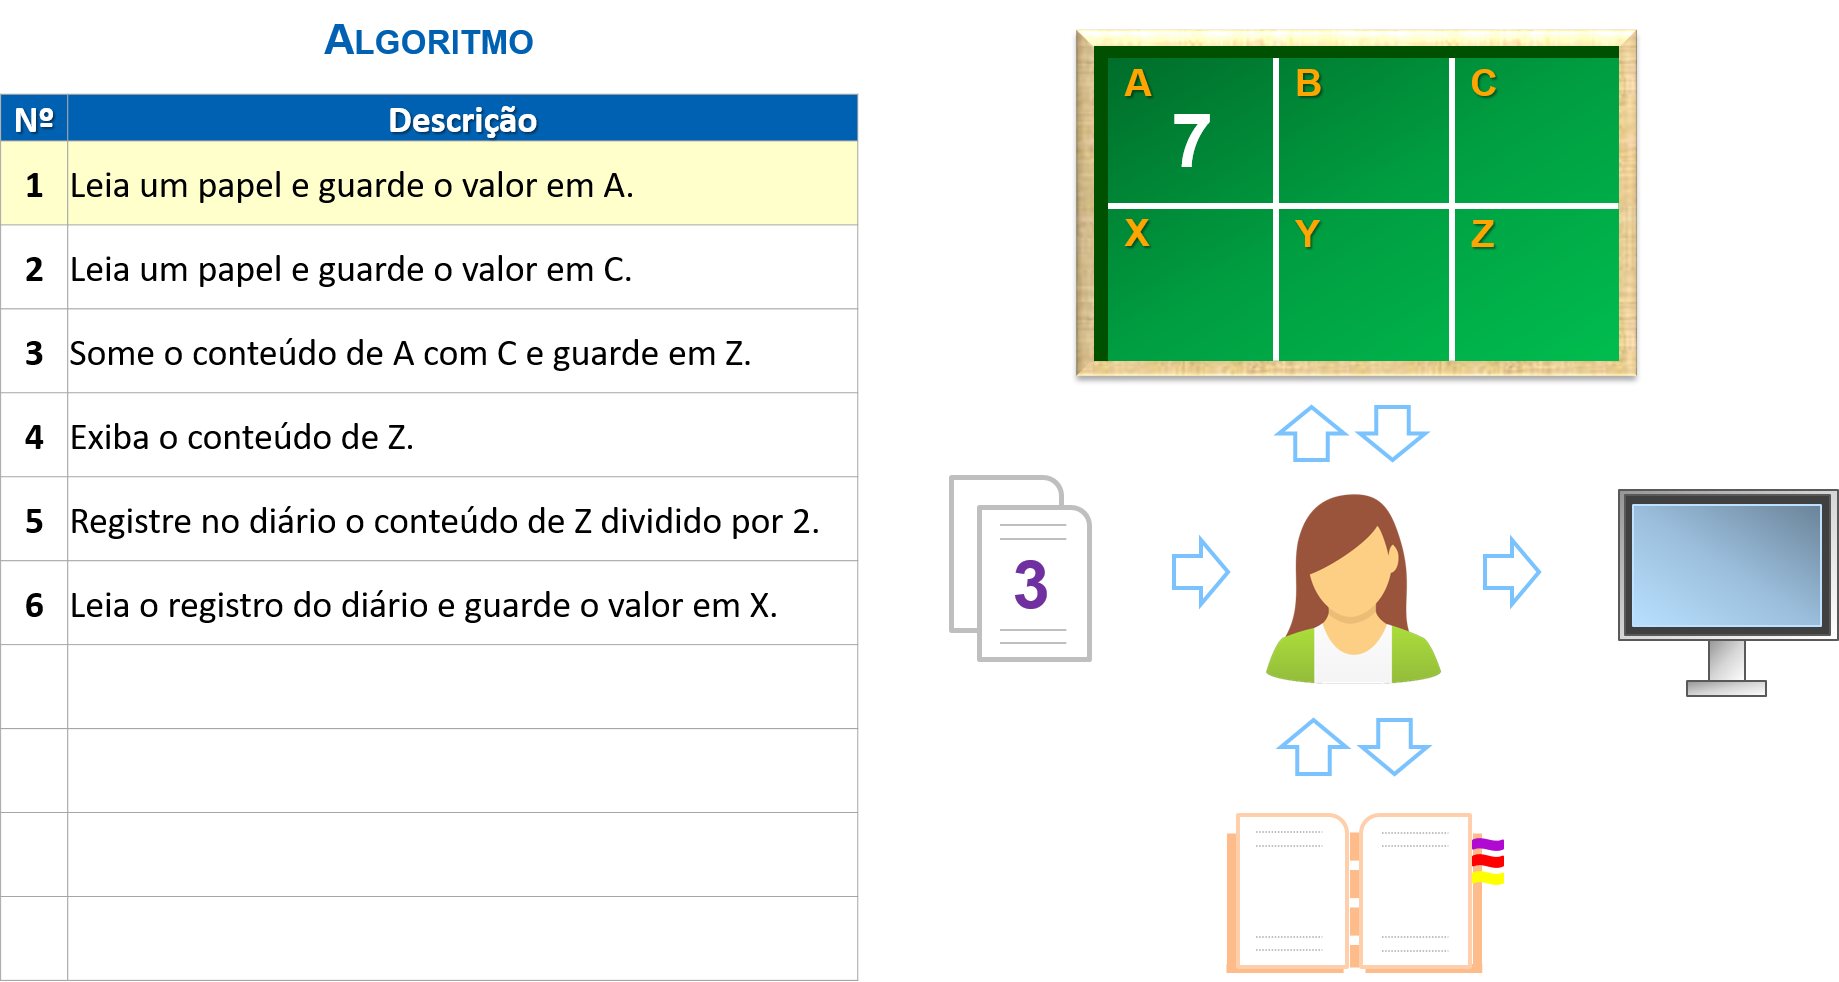 ALGORITMO
Nº Descrição
1 Leia um papel e guarde o valor em A.
2 Leia um papel e guarde o valor em C.
3 Some o conteúdo de A com C e guarde em Z.
4 Exiba o conteúdo de Z.
5 Registre no diário o conteúdo de Z dividido por 2.
6 Leia o registro do diário e guarde o valor em X.
A B C
7
X Y Z
3